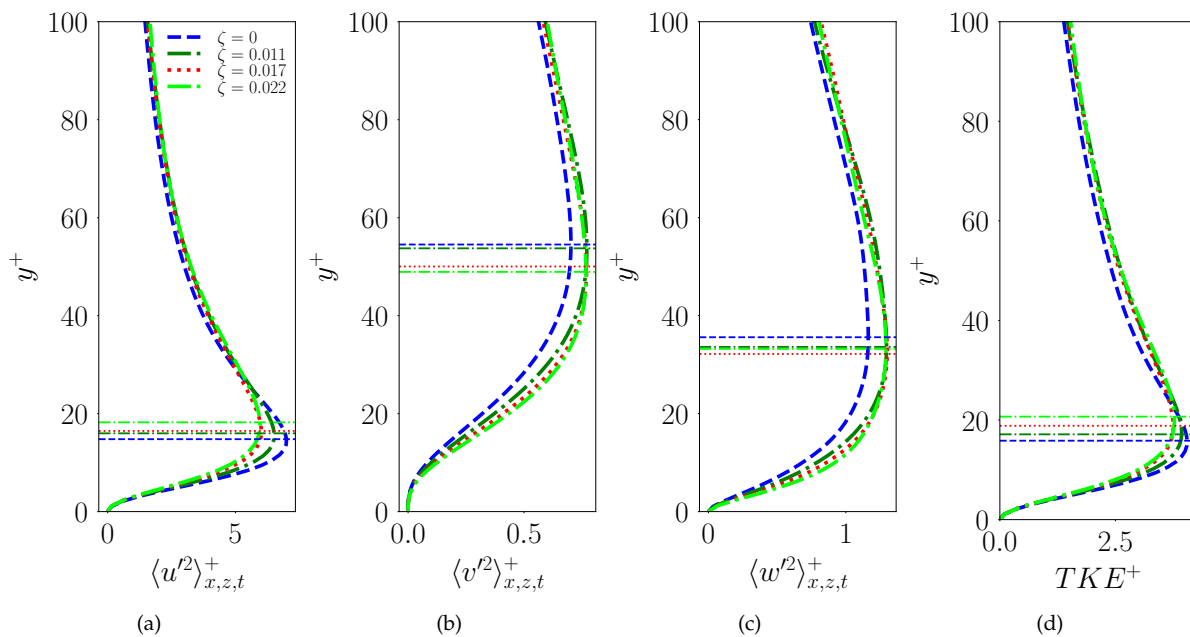 100
80
60
40
20
0
y⁺
ζ = 0
ζ = 0.011
ζ = 0.017
ζ = 0.022
0
5
⟨u′²⟩⁺x,z,t
(a)
100
80
60
40
20
0
y⁺
0.0
0.5
⟨v′²⟩⁺x,z,t
(b)
100
80
60
40
20
0
y⁺
0
1
⟨w′²⟩⁺x,z,t
(c)
100
80
60
40
20
0
y⁺
0.0
2.5
TKE⁺
(d)